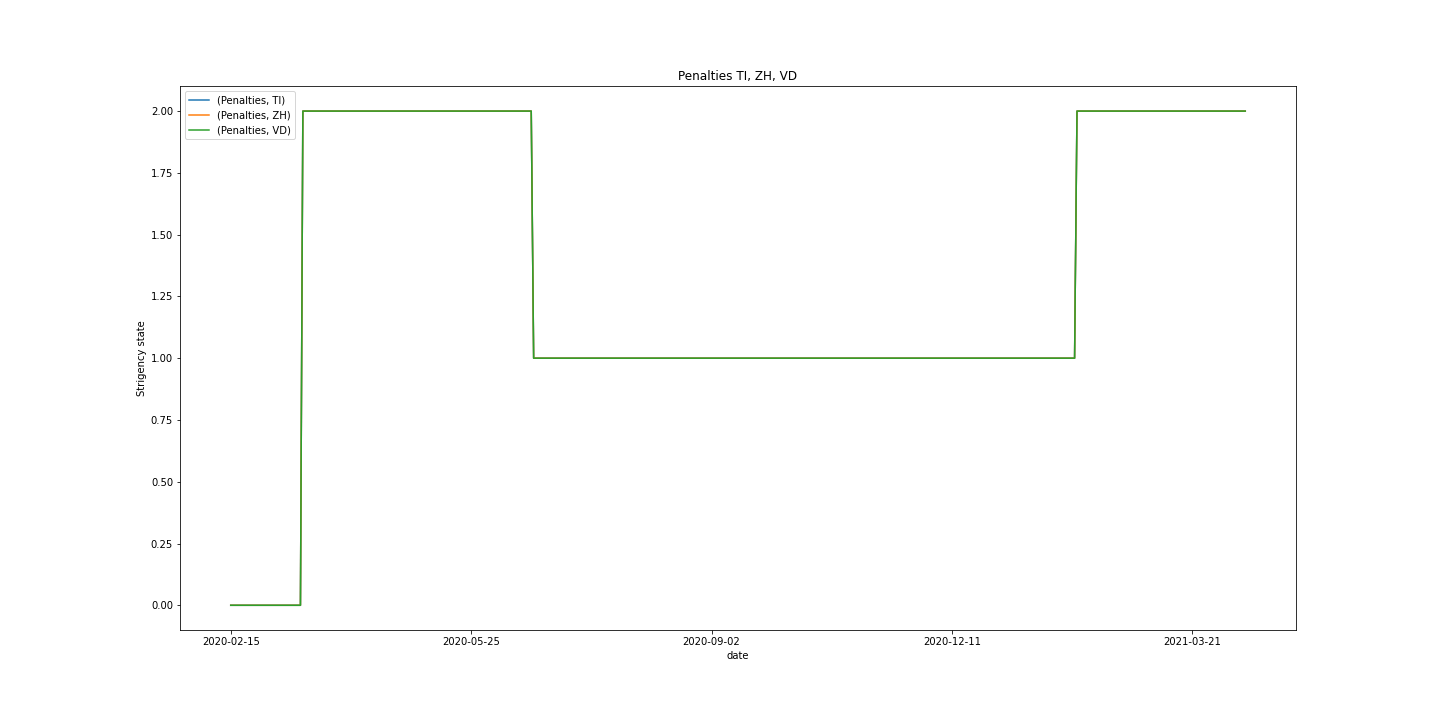 Penalties TI, ZH, VD
(Penalties, TI)
(Penalties, ZH)
(Penalties, VD)
2.00
1.75
1.50
1.25
1.00
0.75
0.50
0.25
0.00
Strigency state
2020-02-15
2020-05-25
2020-09-02
2020-12-11
2021-03-21
date